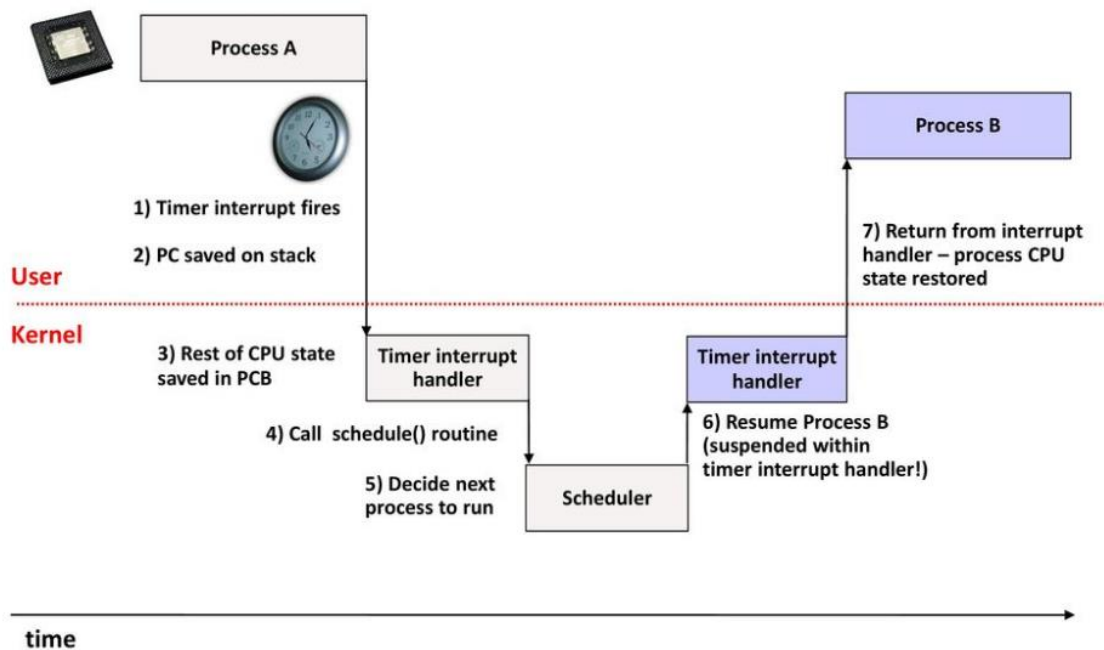 Process A
Process B
1) Timer interrupt fires
2) PC saved on stack
7) Return from interrupt
handler – process CPU
state restored
User
Kernel
3) Rest of CPU state
saved in PCB
Timer interrupt
handler
Timer interrupt
handler
4) Call schedule() routine
6) Resume Process B
(suspended within
timer interrupt handler!)
5) Decide next
process to run
Scheduler
time